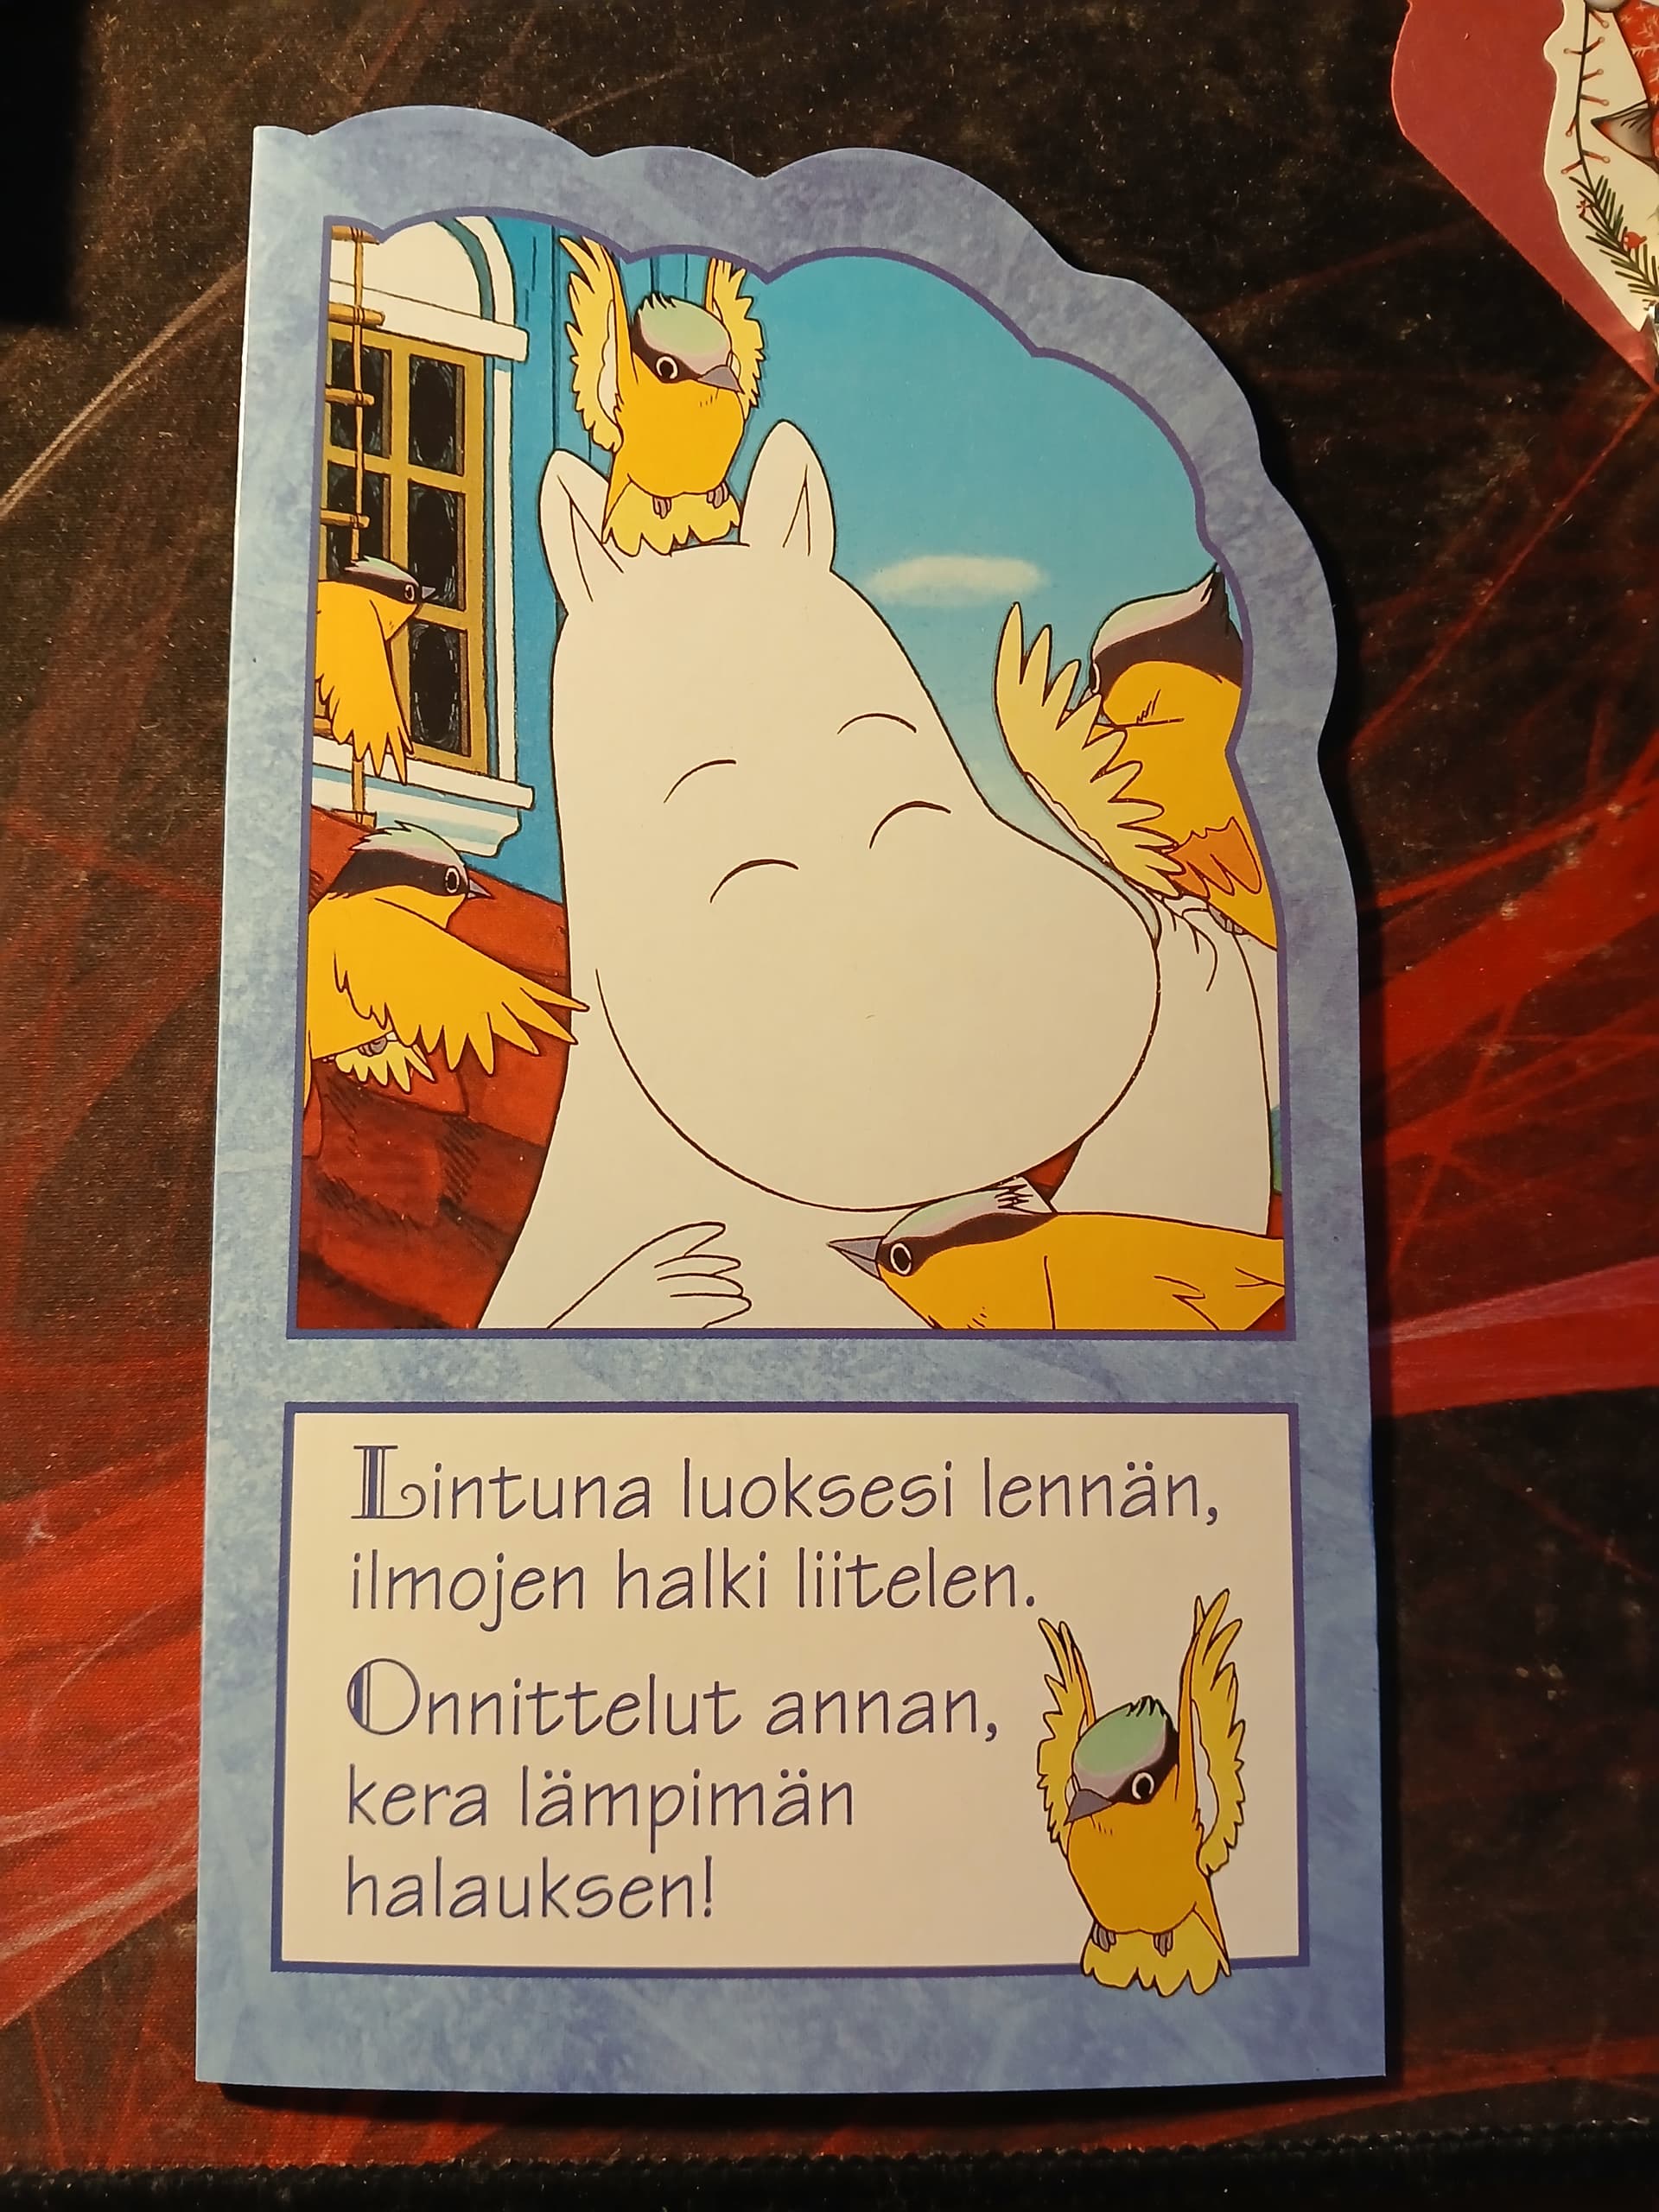 Lintuna luoksesi lennän,
ilmojen halki liitelen.
Onnittelut annan,
kera lämpimän
halauksen!